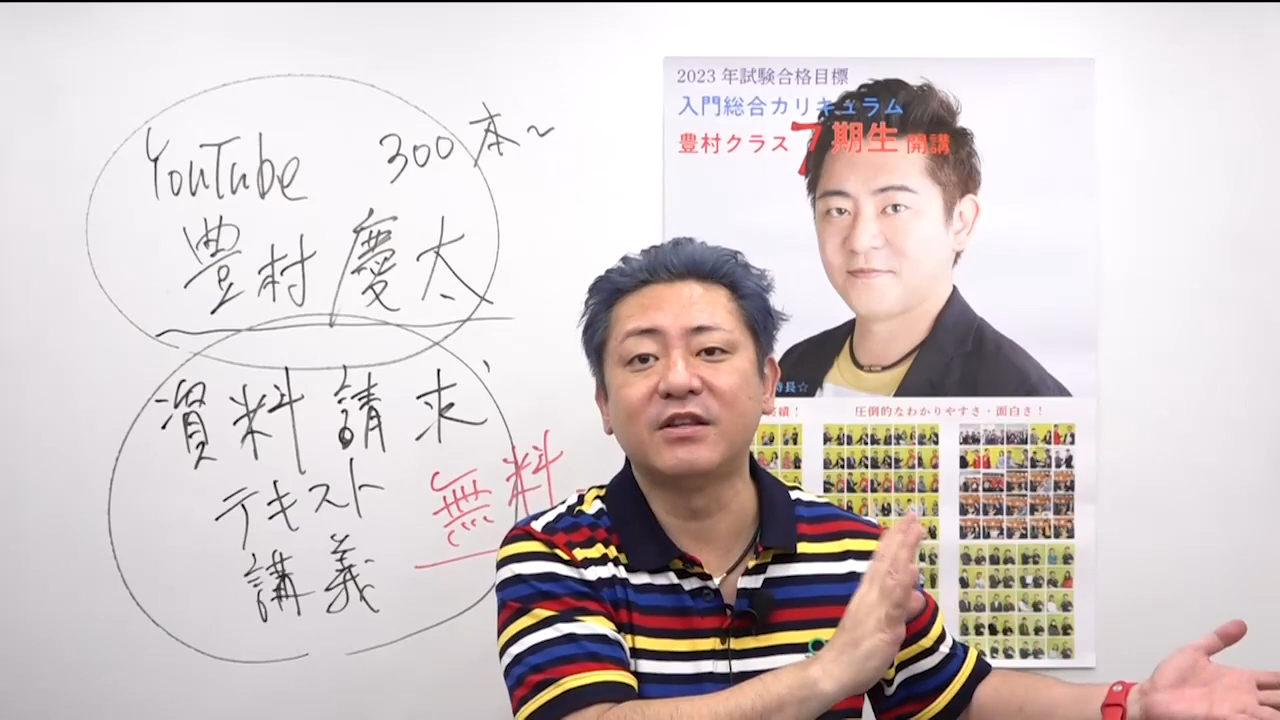 YouTube 300本~
豊村慶太
資料請求
テキスト
無料
講義
2023年試験合格目標
入門総合カリキュラム
豊村クラス7期生開講
長☆
績！
圧倒的なわかりやすさ・面白さ！